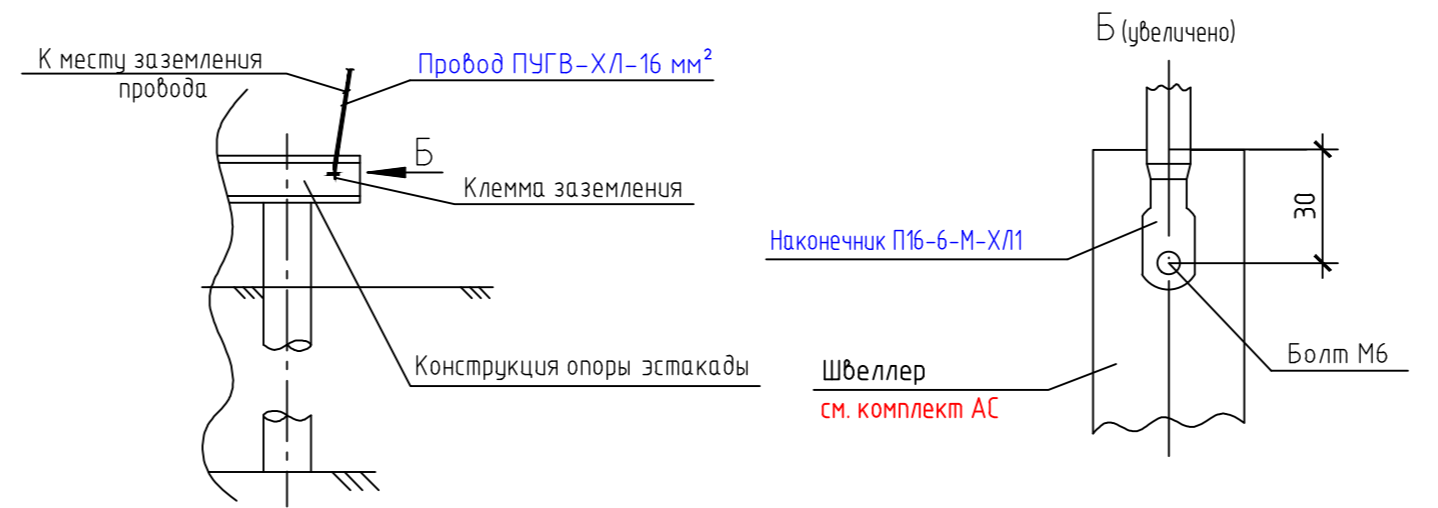 К месту заземления
провода
Провод ПУГВ-ХЛ-16 мм²
Б
Клемма заземления
Конструкция опоры эстакады
Б (увеличено)
Наконечник П16-6-М-ХЛ1
30
Болт М6
Швеллер
см. комплект АС